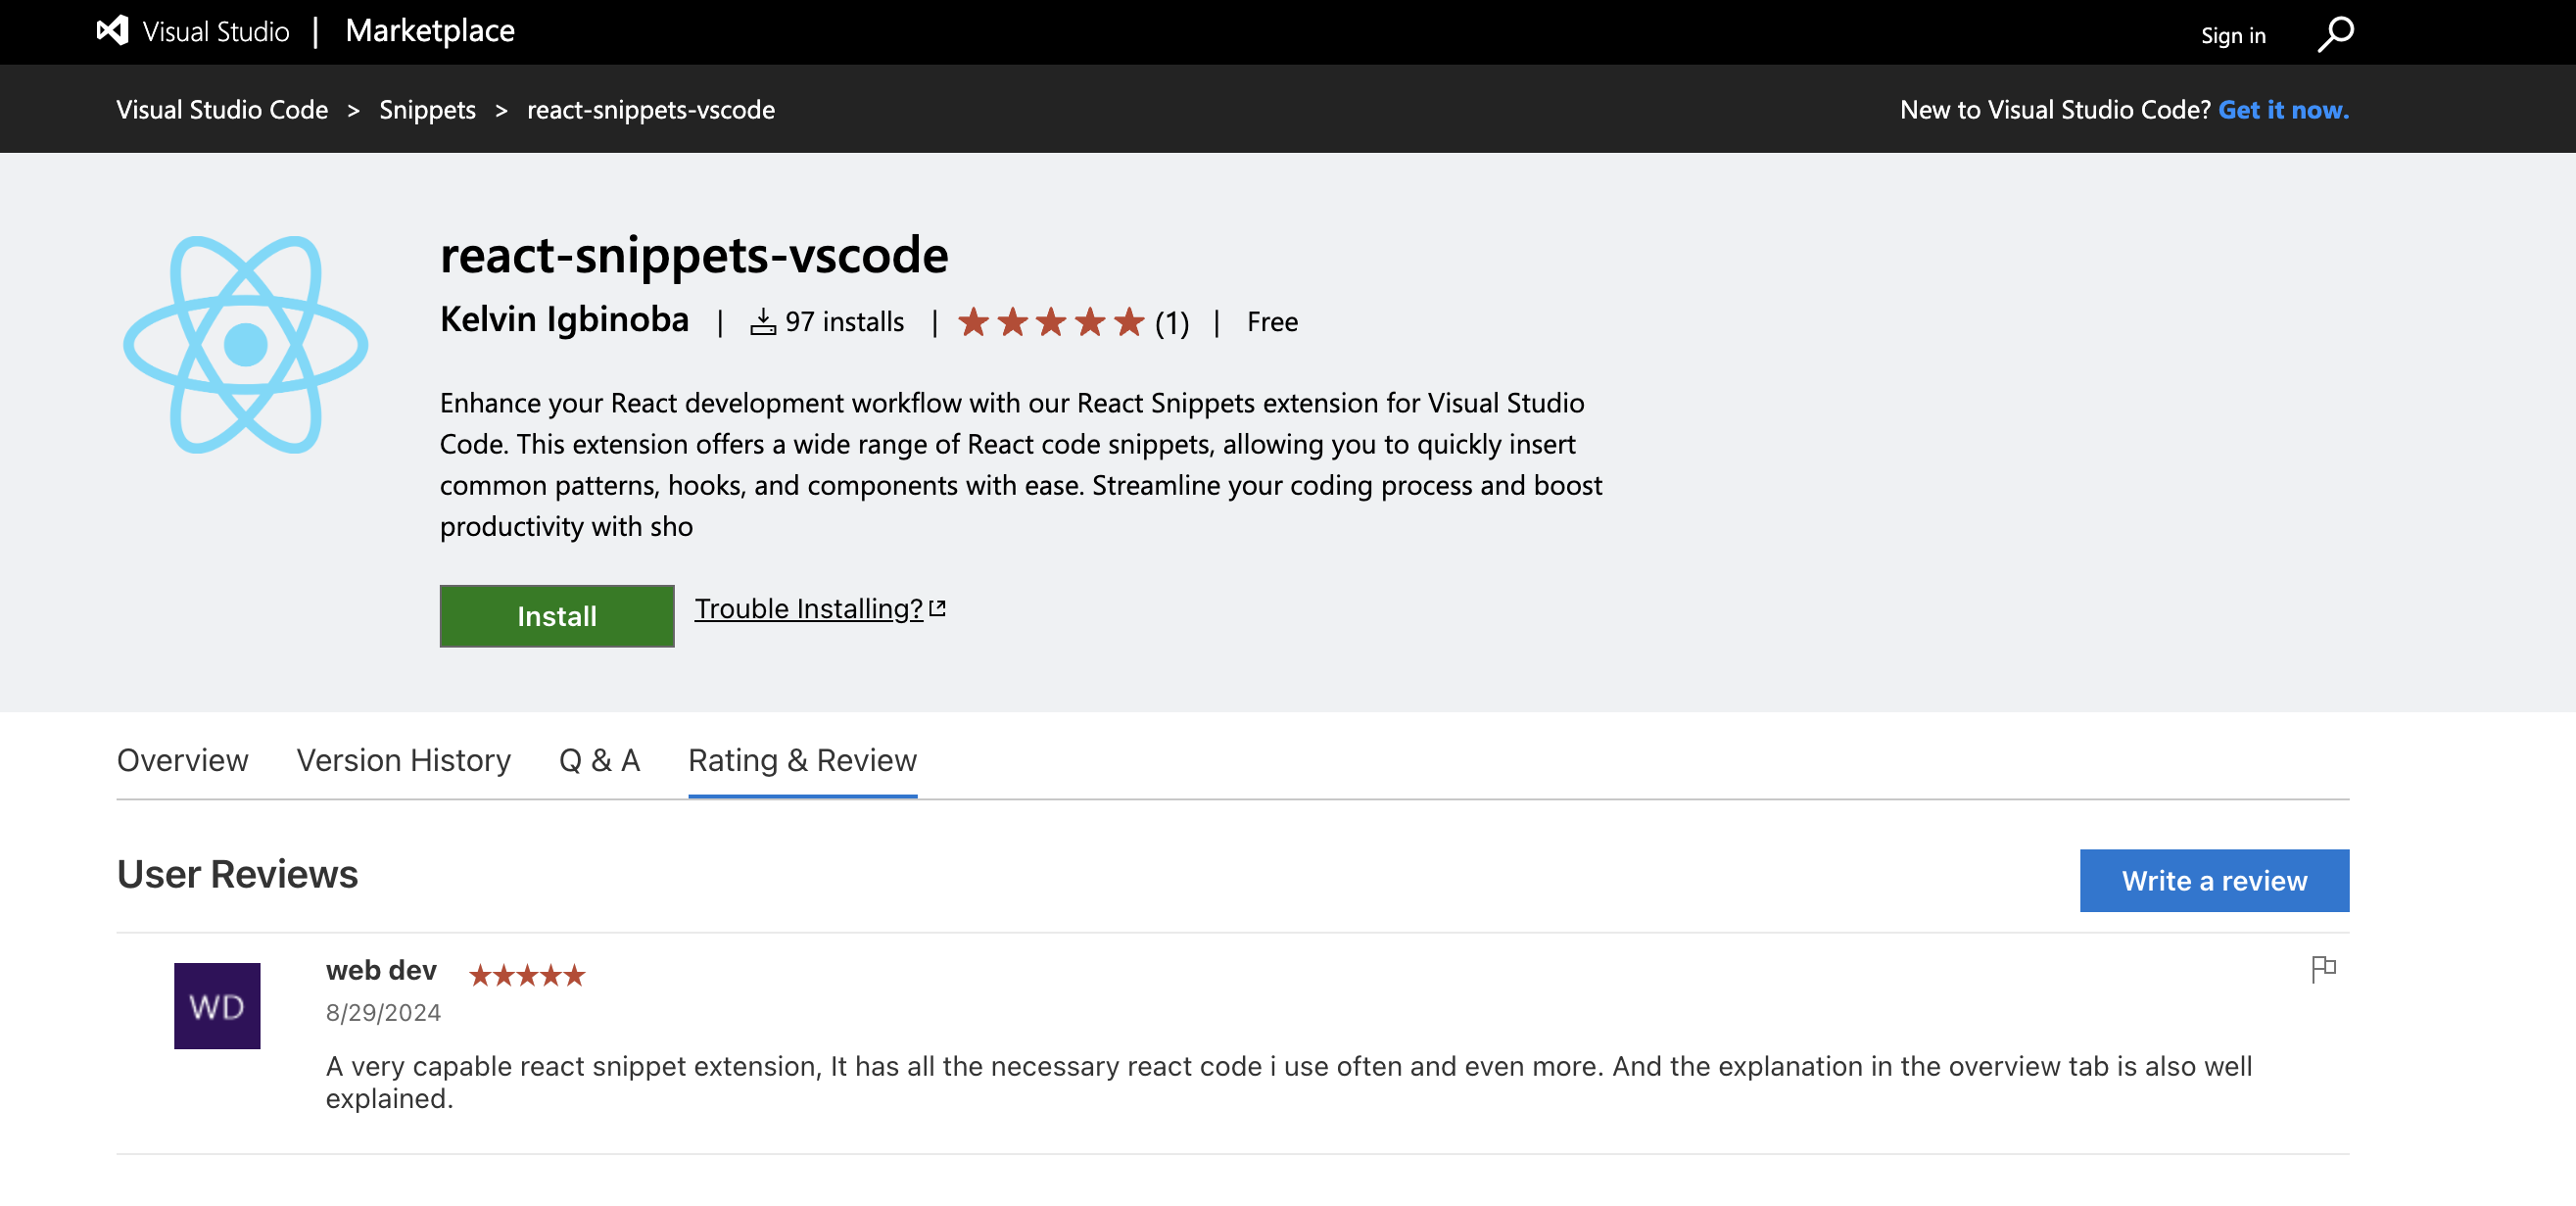 Visual Studio | Marketplace
Sign in
Visual Studio Code > Snippets > react-snippets-vscode
New to Visual Studio Code? Get it now.
react-snippets-vscode
Kelvin Igbinoba | 97 installs | (1) | Free
Enhance your React development workflow with our React Snippets extension for Visual Studio
Code. This extension offers a wide range of React code snippets, allowing you to quickly insert
common patterns, hooks, and components with ease. Streamline your coding process and boost
productivity with sho
Install
Trouble Installing?
Overview Version History Q & A Rating & Review
User Reviews
Write a review
WD
web dev
8/29/2024
A very capable react snippet extension, It has all the necessary react code i use often and even more. And the explanation in the overview tab is also well
explained.